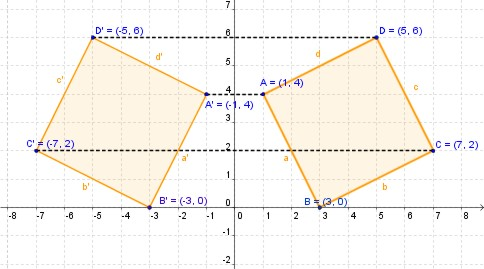 7
D' = (-5, 6)
6
D = (5, 6)
d'
d
5
c'
A = (1, 4)
c
4
A' = (-1, 4)
3
C' = (-7, 2)
2
C = (7, 2)
a'
a
1
b'
b
B' = (-3, 0)
0
B = (3, 0)
-8 -7 -6 -5 -4 -3 -2 -1 0 1 2 3 4 5 6 7 8
-1
-2